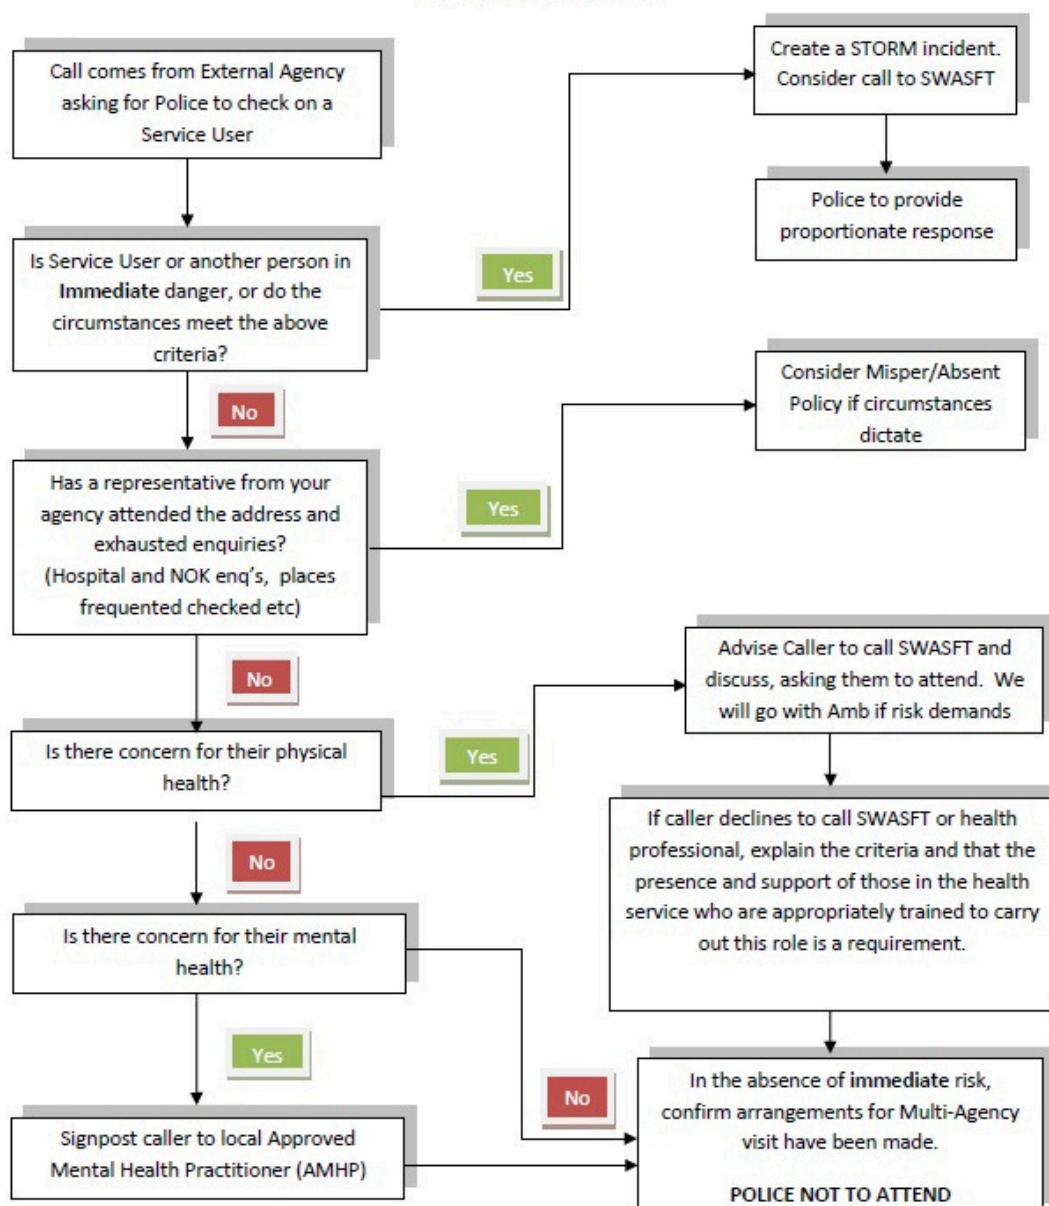 Call comes from External Agency
asking for Police to check on a
Service User
Create a STORM incident.
Consider call to SWASFT
Police to provide
proportionate response
Is Service User or another person in
Immediate danger, or do the
circumstances meet the above
criteria?
Yes
No
Consider Misper/Absent
Policy if circumstances
dictate
Has a representative from your
agency attended the address and
exhausted enquiries?
(Hospital and NOK enq's, places
frequented checked etc)
Yes
No
Advise Caller to call SWASFT and
discuss, asking them to attend. We
will go with Amb if risk demands
Is there concern for their physical
health?
Yes
No
If caller declines to call SWASFT or health
professional, explain the criteria and that the
presence and support of those in the health
service who are appropriately trained to carry
out this role is a requirement.
Is there concern for their mental
health?
Yes
No
In the absence of immediate risk,
confirm arrangements for Multi-Agency
visit have been made.
POLICE NOT TO ATTEND
Signpost caller to local Approved
Mental Health Practitioner (AMHP)